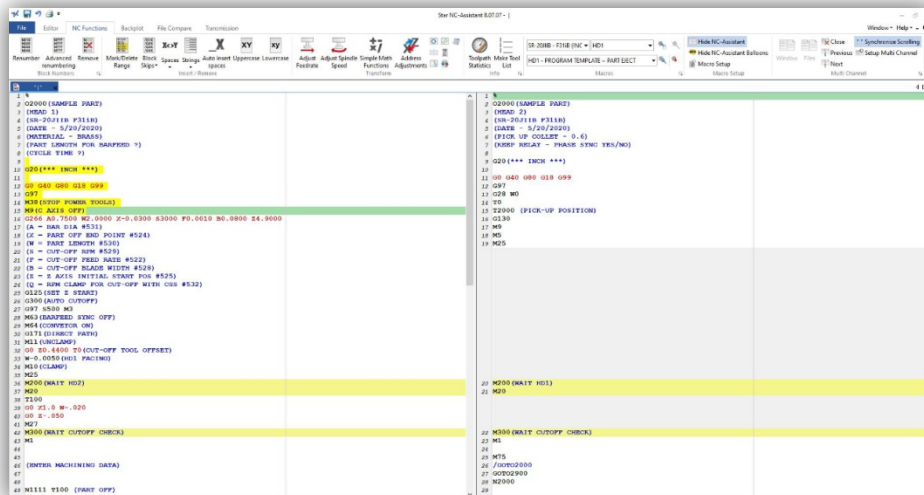 Star NC-Assistant 8.07.07 - |
File Editor NC Functions Backplot File Compare Transmission Window Help
Renumber Advanced renumbering Remove
Block Numbers
Mark/Delete Range Block Skips Spaces Strings Auto Insert spaces Uppercase Lowercase
Insert / Remove
Adjust Feedrate Adjust Spindle Speed Simple Math Functions Address Adjustments
Transform
Toolpath Statistics Make Tool List
Info
HD1
HD1 - PROGRAM TEMPLATE - PART EJECT
Macros
Hide NC-Assistant
Hide NC-Assistant Balloons
Macro Setup
Macro Setup
Window Files
Close
Previous
Next
Synchronize Scrolling
Setup Multi Channel
Multi Channel
1 %
2 O2000(SAMPLE PART)
3 (HEAD 1)
4 (SR-20JIIB F311B)
5 (DATE - 5/20/2020)
6 (MATERIAL - BRASS)
7 (PART LENGTH FOR BARFEED ?)
8 (CYCLE TIME ?)
9
10 G20(*** INCH ***)
11
12 G0 G40 G80 G18 G99
13 G97
14 M38(STOP POWER TOOLS)
15 M9(C AXIS OFF)
16 G266 A0.7500 W2.0000 X-0.0300 S3000 F0.0010 B0.0800 Z4.9000
17 (A = BAR DIA #531)
18 (X = PART OFF END POINT #524)
19 (W = PART LENGTH #530)
20 (S = CUT-OFF RPM #529)
21 (F = CUT-OFF FEED RATE #522)
22 (B = CUT-OFF BLADE WIDTH #528)
23 (Z = Z AXIS INITIAL START POS #525)
24 (Q = RPM CLAMP FOR CUT-OFF WITH CSS #532)
25 G125(SET Z START)
26 G300(AUTO CUTOFF)
27 G97 S500 M3
28 M63(BARFEED SYNC OFF)
29 M64(CONVEYOR ON)
30 G171(DIRECT PATH)
31 M11(UNCLAMP)
32 G0 Z0.4400 T0(CUT-OFF TOOL OFFSET)
33 W-0.0050(HD1 FACING)
34 M10(CLAMP)
35 M25
36 M200(WAIT HD2)
37 M20
38 T100
39 G0 X1.0 W-.020
40 G0 Z-.050
41 M27
42 M300(WAIT CUTOFF CHECK)
43 M1
44
45
46 (ENTER MACHINING DATA)
47
48
49 N1111 T100 (PART OFF)
1 %
2 O2000(SAMPLE PART)
3 (HEAD 2)
4 (SR-20JIIB F311B)
5 (DATE - 5/20/2020)
6 (PICK UP COLLET - 0.6)
7 (KEEP RELAY - PHASE SYNC YES/NO)
8
9 G20(*** INCH ***)
10
11 G0 G40 G80 G18 G99
12 G97
13 G28 W0
14 T0
15 T2000 (PICK-UP POSITION)
16 G130
17 M9
18 M5
19 M25
20 M200(WAIT HD1)
21 M20
22 M300(WAIT CUTOFF CHECK)
23 M1
24
25 M75
26 /GOTO2000
27 GOTO2900
28 N2000
29